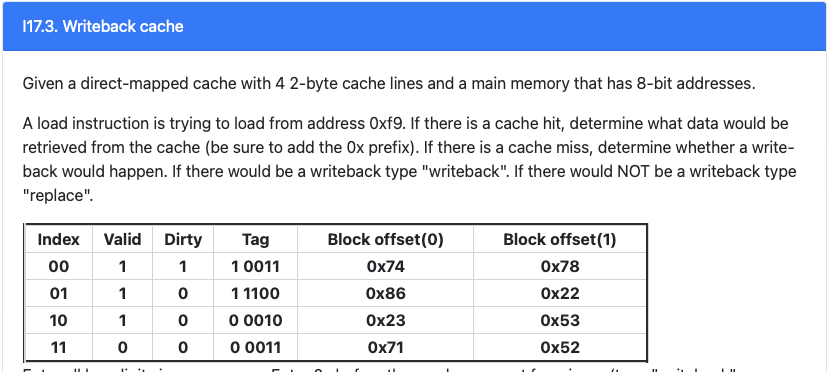 I17.3. Writeback cache
Given a direct-mapped cache with 4 2-byte cache lines and a main memory that has 8-bit addresses.
A load instruction is trying to load from address 0xf9. If there is a cache hit, determine what data would be
retrieved from the cache (be sure to add the 0x prefix). If there is a cache miss, determine whether a write-
back would happen. If there would be a writeback type "writeback". If there would NOT be a writeback type
"replace".
Index Valid Dirty Tag Block offset(0) Block offset(1)
00 1 1 1 0011 0x74 0x78
01 1 0 1 1100 0x86 0x22
10 1 0 0 0010 0x23 0x53
11 0 0 0 0011 0x71 0x52